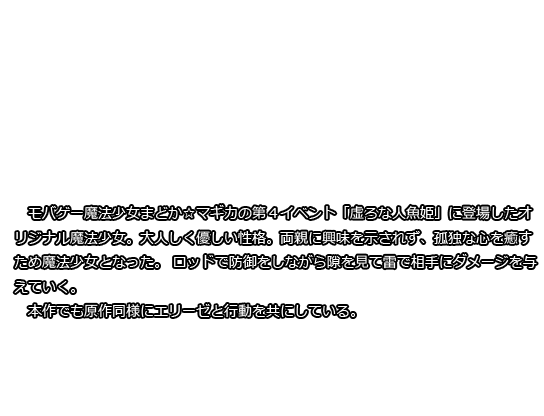 モバゲー魔法少女まどか☆マギカの第４イベント「虚ろな人魚姫」に登場したオ
リジナル魔法少女。大人しく優しい性格。両親に興味を示されず、孤独な心を癒す
ため魔法少女となった。 ロッドで防御をしながら隙を見て雷で相手にダメージを与
えていく。
　本作でも原作同様にエリーゼと行動を共にしている。